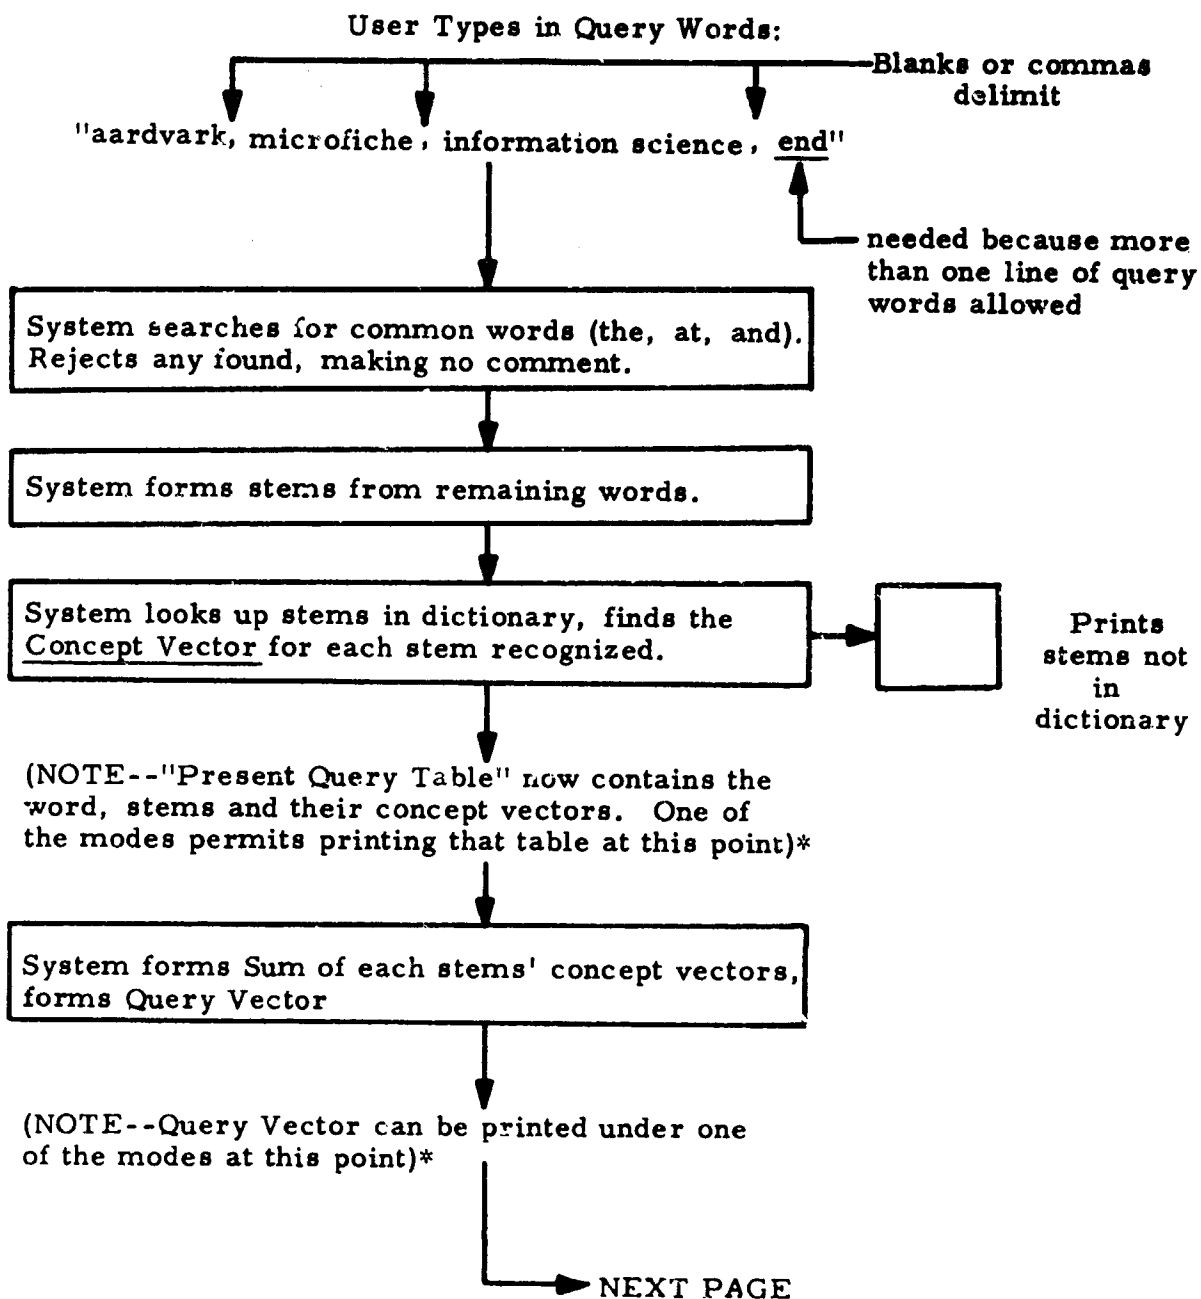 User Types in Query Words:
Blanks or commas
delimit
"aardvark, microfiche, information science, end"
needed because more
than one line of query
words allowed
System searches for common words (the, at, and).
Rejects any found, making no comment.
System forms stems from remaining words.
System looks up stems in dictionary, finds the
Concept Vector for each stem recognized.
Prints
stems not
in
dictionary
(NOTE--"Present Query Table" now contains the
word, stems and their concept vectors. One of
the modes permits printing that table at this point)*
System forms Sum of each stems' concept vectors,
forms Query Vector
(NOTE--Query Vector can be printed under one
of the modes at this point)*
NEXT PAGE